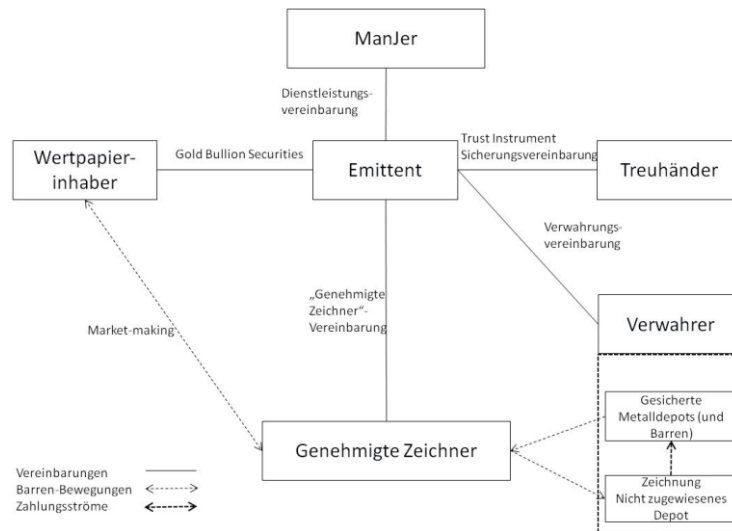 ManJer
Dienstleistungs-
vereinbarung
Wertpapier-
inhaber
Gold Bullion Securities
Emittent
Trust Instrument
Sicherungsvereinbarung
Treuhänder
Verwahrungs-
vereinbarung
„Genehmigte
Zeichner“-
Vereinbarung
Market-making
Verwahrer
Gesicherte
Metalldepots (und
Barren)
Genehmigte Zeichner
Zeichnung
Nicht zugewiesenes
Depot
Vereinbarungen
Barren-Bewegungen
Zahlungsströme